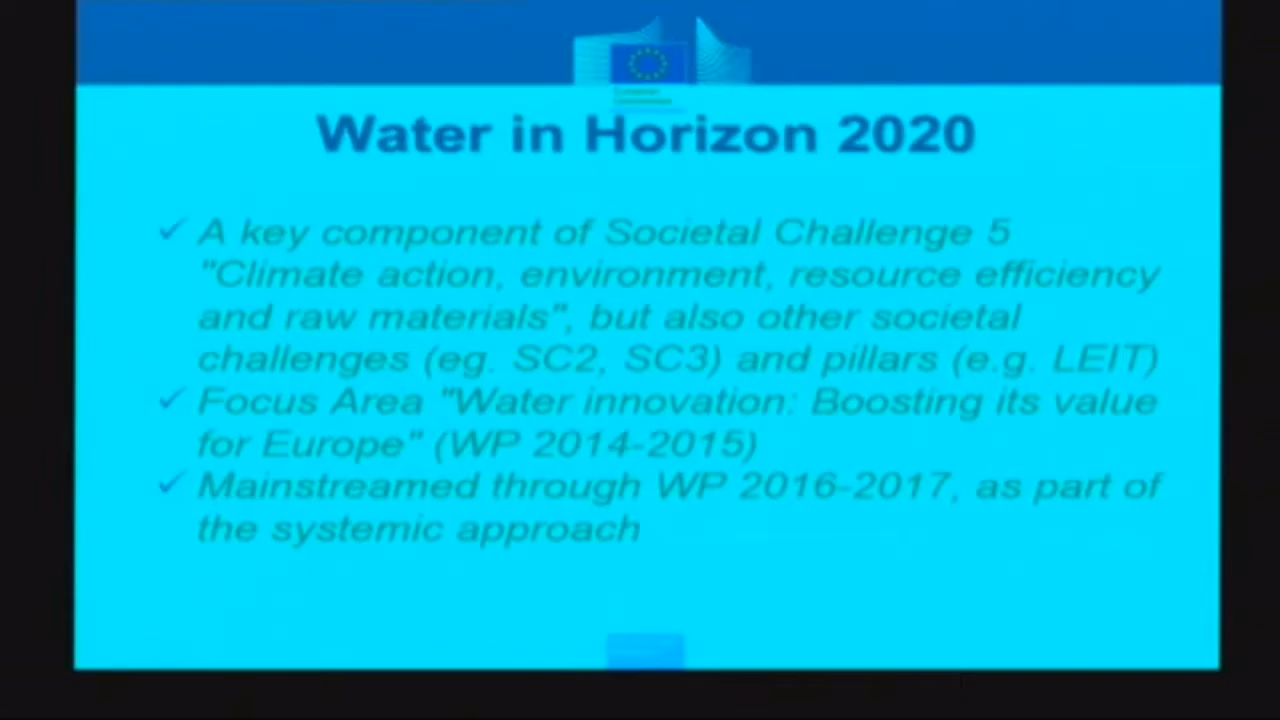 European
Commission
Water in Horizon 2020
✓ A key component of Societal Challenge 5
"Climate action, environment, resource efficiency
and raw materials", but also other societal
challenges (eg. SC2, SC3) and pillars (e.g. LEIT)
✓ Focus Area "Water innovation: Boosting its value
for Europe" (WP 2014-2015)
✓ Mainstreamed through WP 2016-2017, as part of
the systemic approach